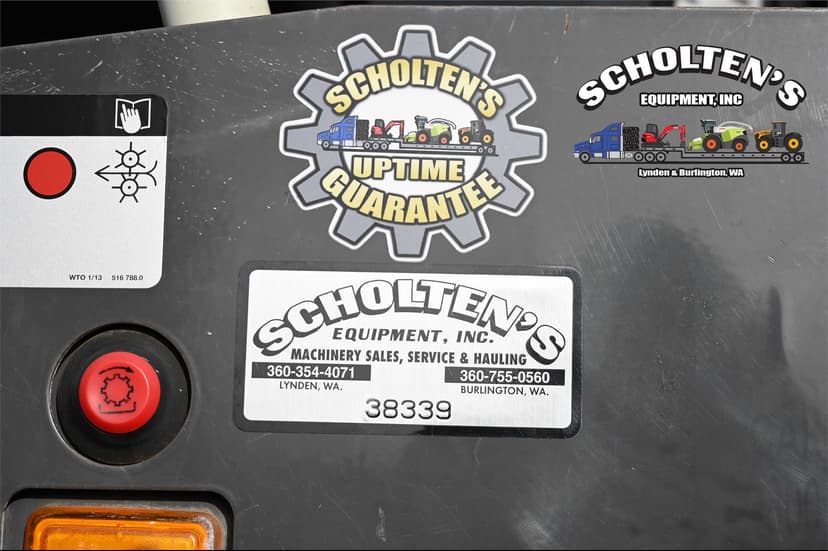 SCHOLTEN'S
UPTIME
GUARANTEE
SCHOLTEN'S
EQUIPMENT, INC
Lynden & Burlington, WA
WTO 1/13 516 788.0
SCHOLTEN'S
EQUIPMENT, INC.
MACHINERY SALES, SERVICE & HAULING
360-354-4071 360-755-0560
LYNDEN, WA. BURLINGTON, WA.
38339